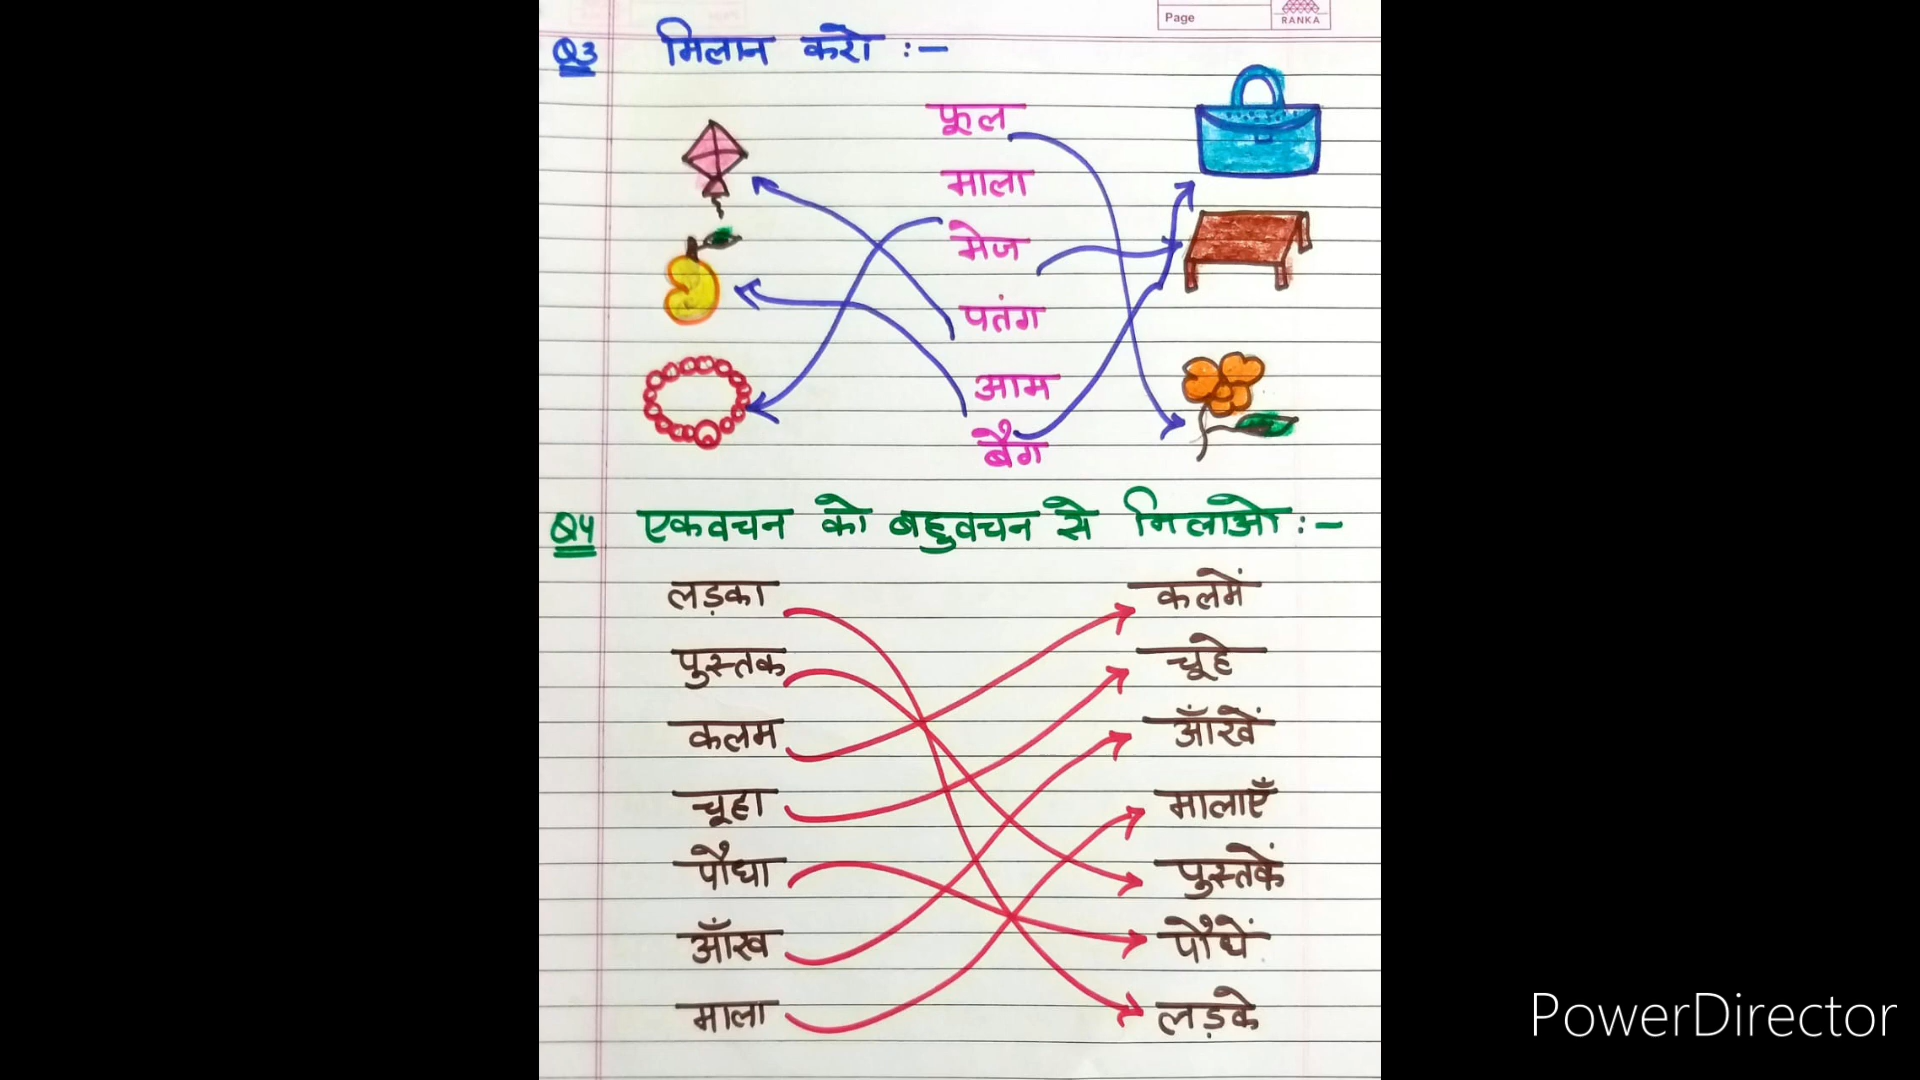 Page
RANKA
Q3 मिलान करो :-
फूल
माला
मेज
पतंग
आम
बैग
Q4 एकवचन को बहुवचन से मिलाओ :-
लड़का कलमें
पुस्तक चूहे
कलम आँखें
चूहा मालाएँ
पौधा पुस्तकें
आँख पौधें
माला लड़के
PowerDirector